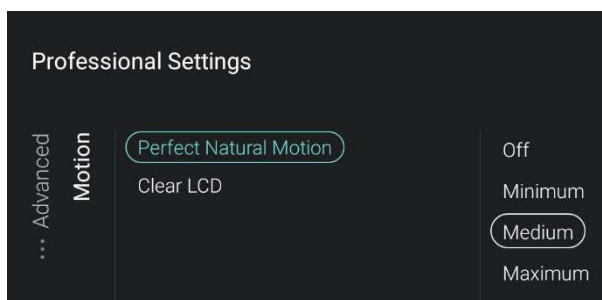 Professional Settings
... Advanced
Motion
Perfect Natural Motion
Clear LCD
Off
Minimum
Medium
Maximum